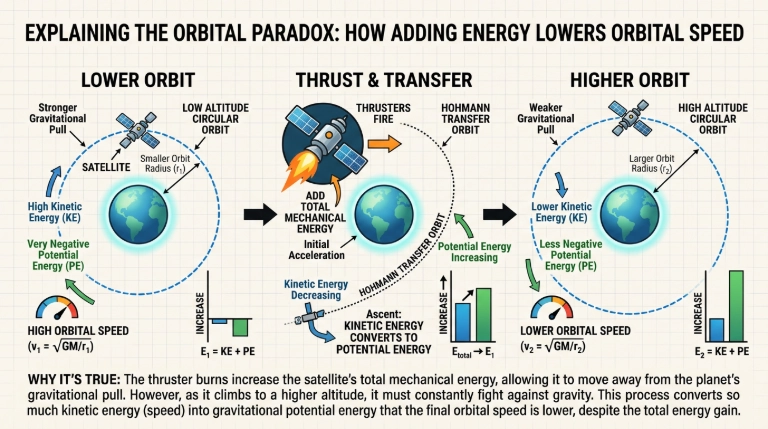 EXPLAINING THE ORBITAL PARADOX: HOW ADDING ENERGY LOWERS ORBITAL SPEED
LOWER ORBIT
Stronger
Gravitational
Pull
LOW ALTITUDE
CIRCULAR
ORBIT
SATELLITE
Smaller Orbit
Radius (r₁)
High Kinetic
Energy (KE)
Very Negative
Potential
Energy (PE)
HIGH ORBITAL SPEED
(v₁ = √GM/r₁)
INCREASE
E₁ = KE + PE
THRUST & TRANSFER
THRUSTERS
FIRE
HOHMANN
TRANSFER
ORBIT
ADD
TOTAL
MECHANICAL
ENERGY
Initial
Acceleration
HOHMANN TRANSFER ORBIT
Potential Energy
Increasing
Kinetic Energy
Decreasing
Ascent:
KINETIC ENERGY
CONVERTS TO
POTENTIAL ENERGY
INCREASE
Eₜₒₜₐₗ → E₁
HIGHER ORBIT
Weaker
Gravitational
Pull
HIGH ALTITUDE
CIRCULAR
ORBIT
Larger Orbit
Radius (r₂)
Lower Kinetic
Energy (KE)
Less Negative
Potential
Energy (PE)
LOWER ORBITAL SPEED
(v₂ = √GM/r₂)
INCREASE
E₂ = KE + PE
WHY IT'S TRUE: The thruster burns increase the satellite's total mechanical energy, allowing it to move away from the planet's
gravitational pull. However, as it climbs to a higher altitude, it must constantly fight against gravity. This process converts so
much kinetic energy (speed) into gravitational potential energy that the final orbital speed is lower, despite the total energy gain.